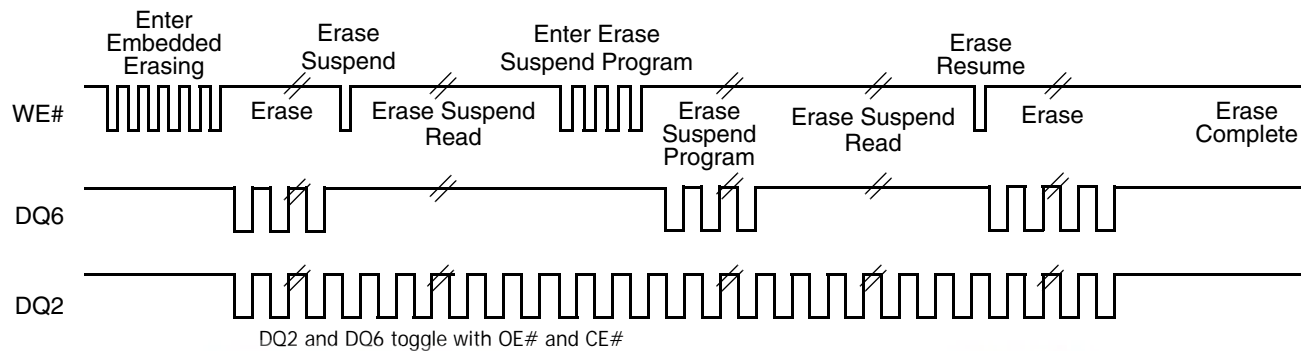 Enter
Embedded
Erasing
Erase
Suspend
Enter Erase
Suspend Program
Erase
Resume
WE#
Erase
Erase Suspend
Read
Erase
Suspend
Program
Erase Suspend
Read
Erase
Erase
Complete
DQ6
DQ2
DQ2 and DQ6 toggle with OE# and CE#